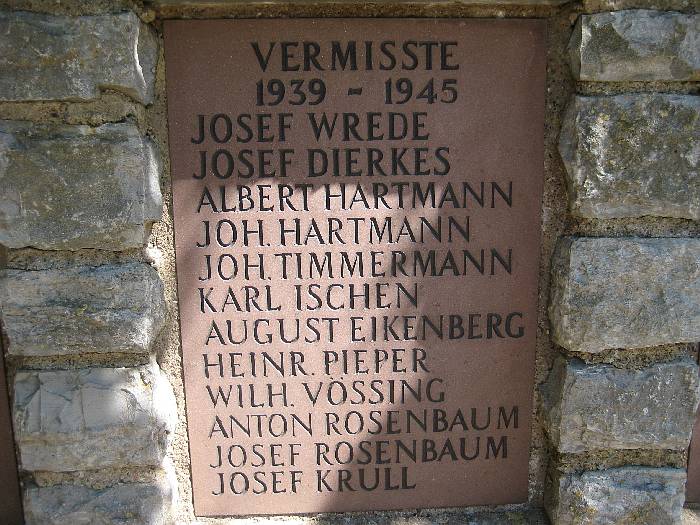 VERMISSTE
1939 - 1945
JOSEF WREDE
JOSEF DIERKES
ALBERT HARTMANN
JOH. HARTMANN
JOH. TIMMERMANN
KARL ISCHEN
AUGUST EIKENBERG
HEINR. PIEPER
WILH. VÖSSING
ANTON ROSENBAUM
JOSEF ROSENBAUM
JOSEF KRULL